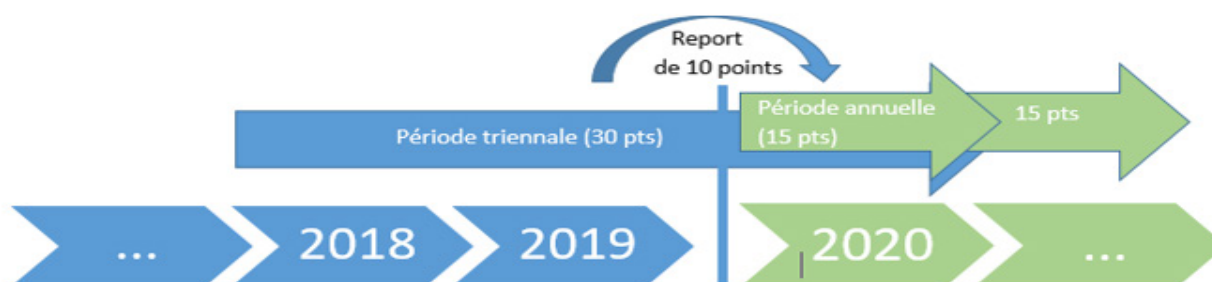 Report
de 10 points
Période annuelle
(15 pts)
15 pts
Période triennale (30 pts)
...
2018
2019
2020
...